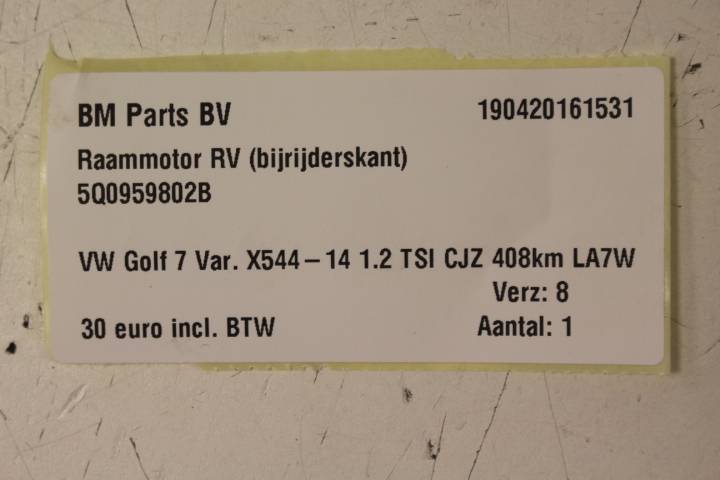 BM Parts BV 190420161531
Raammotor RV (bijrijderskant)
5Q0959802B
VW Golf 7 Var. X544–14 1.2 TSI CJZ 408km LA7W
Verz: 8
30 euro incl. BTW Aantal: 1